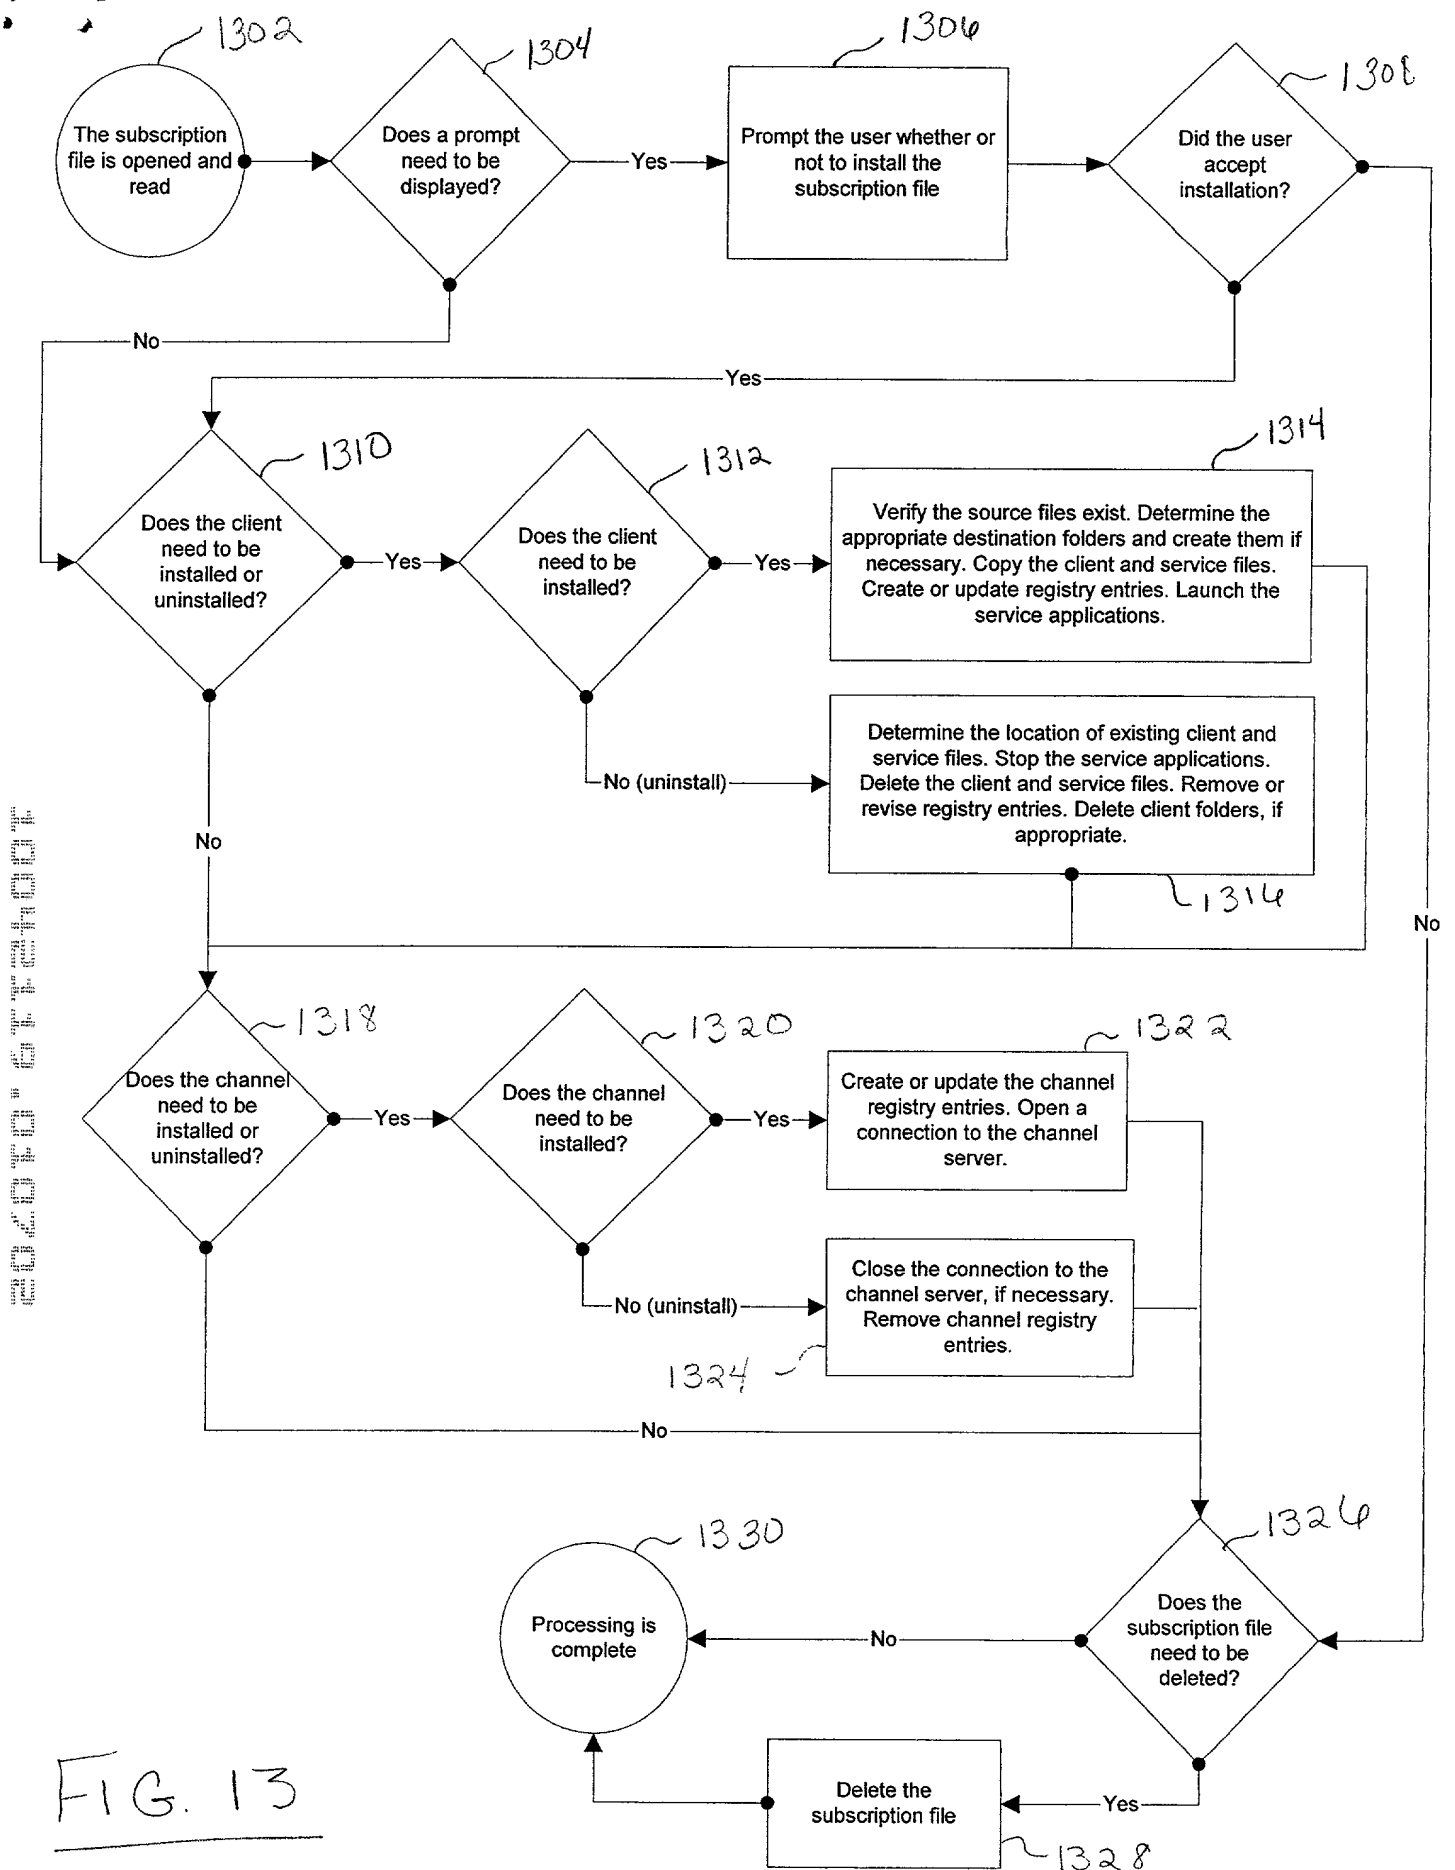 1302
1304
1306
1308
The subscription
file is opened and
read
Does a prompt
need to be
displayed?
Yes
Prompt the user whether or
not to install the
subscription file
Did the user
accept
installation?
No
Yes
1310
1312
1314
Does the client
need to be
installed or
uninstalled?
Yes
Does the client
need to be
installed?
Yes
Verify the source files exist. Determine the
appropriate destination folders and create them if
necessary. Copy the client and service files.
Create or update registry entries. Launch the
service applications.
No (uninstall)
Determine the location of existing client and
service files. Stop the service applications.
Delete the client and service files. Remove or
revise registry entries. Delete client folders, if
appropriate.
No
1316
No
1318
1320
1322
Does the channel
need to be
installed or
uninstalled?
Yes
Does the channel
need to be
installed?
Yes
Create or update the channel
registry entries. Open a
connection to the channel
server.
No (uninstall)
Close the connection to the
channel server, if necessary.
Remove channel registry
entries.
1324
No
1326
1330
Processing is
complete
No
Does the
subscription file
need to be
deleted?
Delete the
subscription file
Yes
1328
FIG. 13